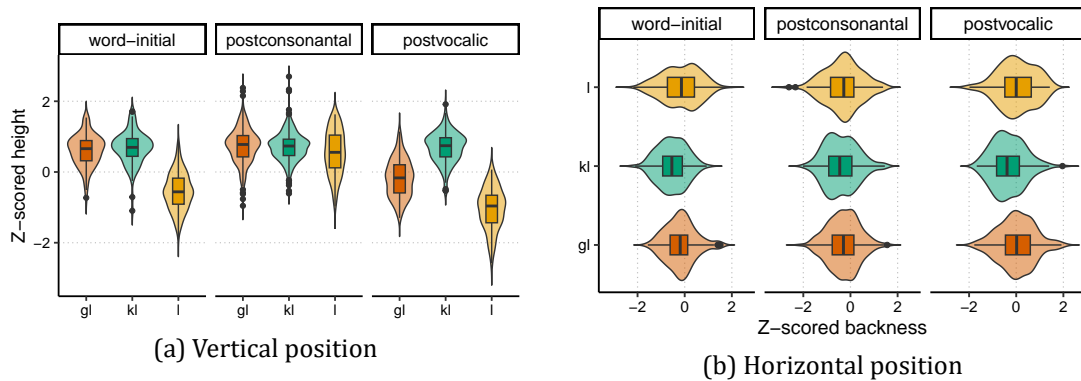 word−initial
postconsonantal
postvocalic
Z−scored height
2
0
−2
gl
kl
l
gl
kl
l
gl
kl
l
(a) Vertical position
word−initial
postconsonantal
postvocalic
l
kl
gl
−2
0
2
−2
0
2
−2
0
2
Z−scored backness
(b) Horizontal position